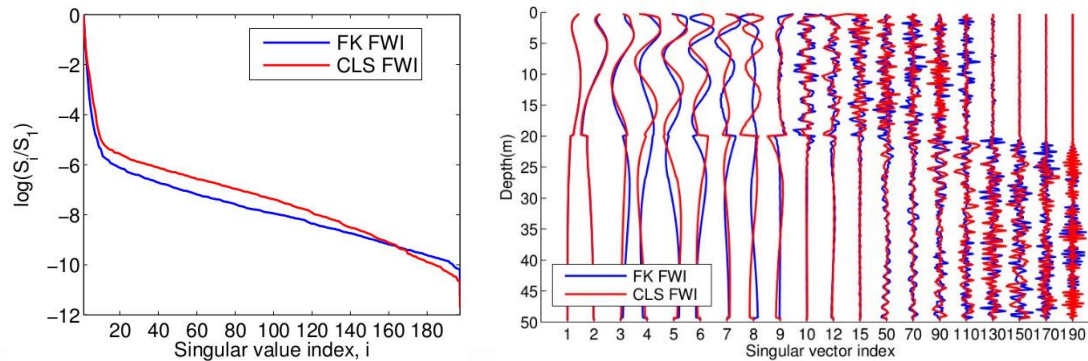 0
-2
-4
-6
-8
-10
-12
log(Si/S1)
FK FWI
CLS FWI
20 40 60 80 100 120 140 160 180
Singular value index, i
0
5
10
15
20
25
30
35
40
45
50
Depth(m)
FK FWI
CLS FWI
1 2 3 4 5 6 7 8 9 10 12 15 50 70 90 110 130 150 170 190
Singular vector index